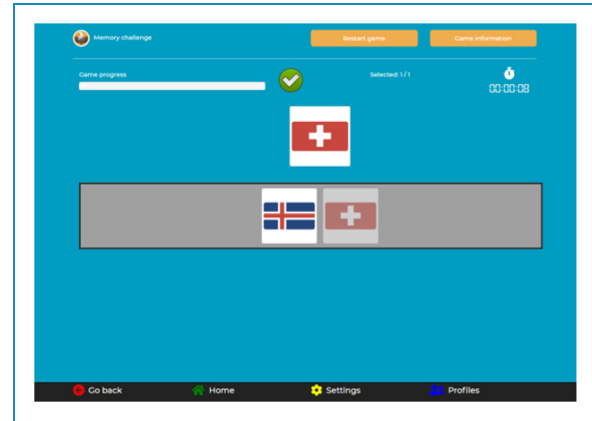 Memory challenge
Restart game
Game information
Game progress
Selected: 1 / 1
00:00:08
Go back
Home
Settings
Profiles